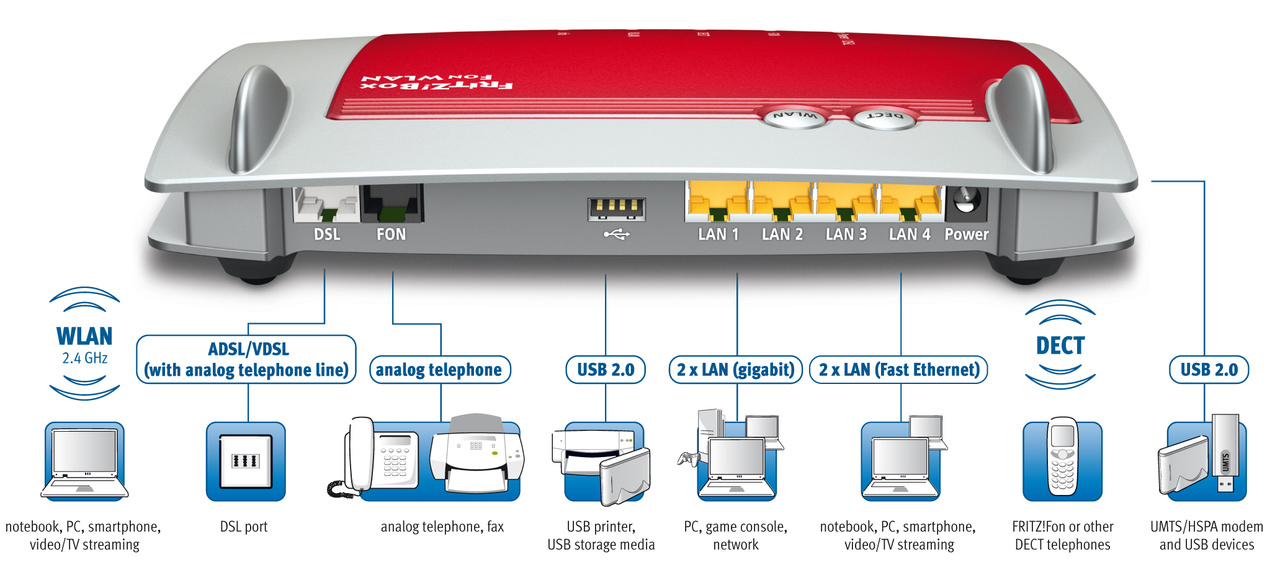 FRITZ!Box
FON WLAN
WLAN
DECT
DSL
FON
LAN 1
LAN 2
LAN 3
LAN 4
Power
WLAN
2.4 GHz
ADSL/VDSL
(with analog telephone line)
analog telephone
USB 2.0
2 x LAN (gigabit)
2 x LAN (Fast Ethernet)
DECT
USB 2.0
UMTS
notebook, PC, smartphone,
video/TV streaming
DSL port
analog telephone, fax
USB printer,
USB storage media
PC, game console,
network
notebook, PC, smartphone,
video/TV streaming
FRITZ!Fon or other
DECT telephones
UMTS/HSPA modem
and USB devices